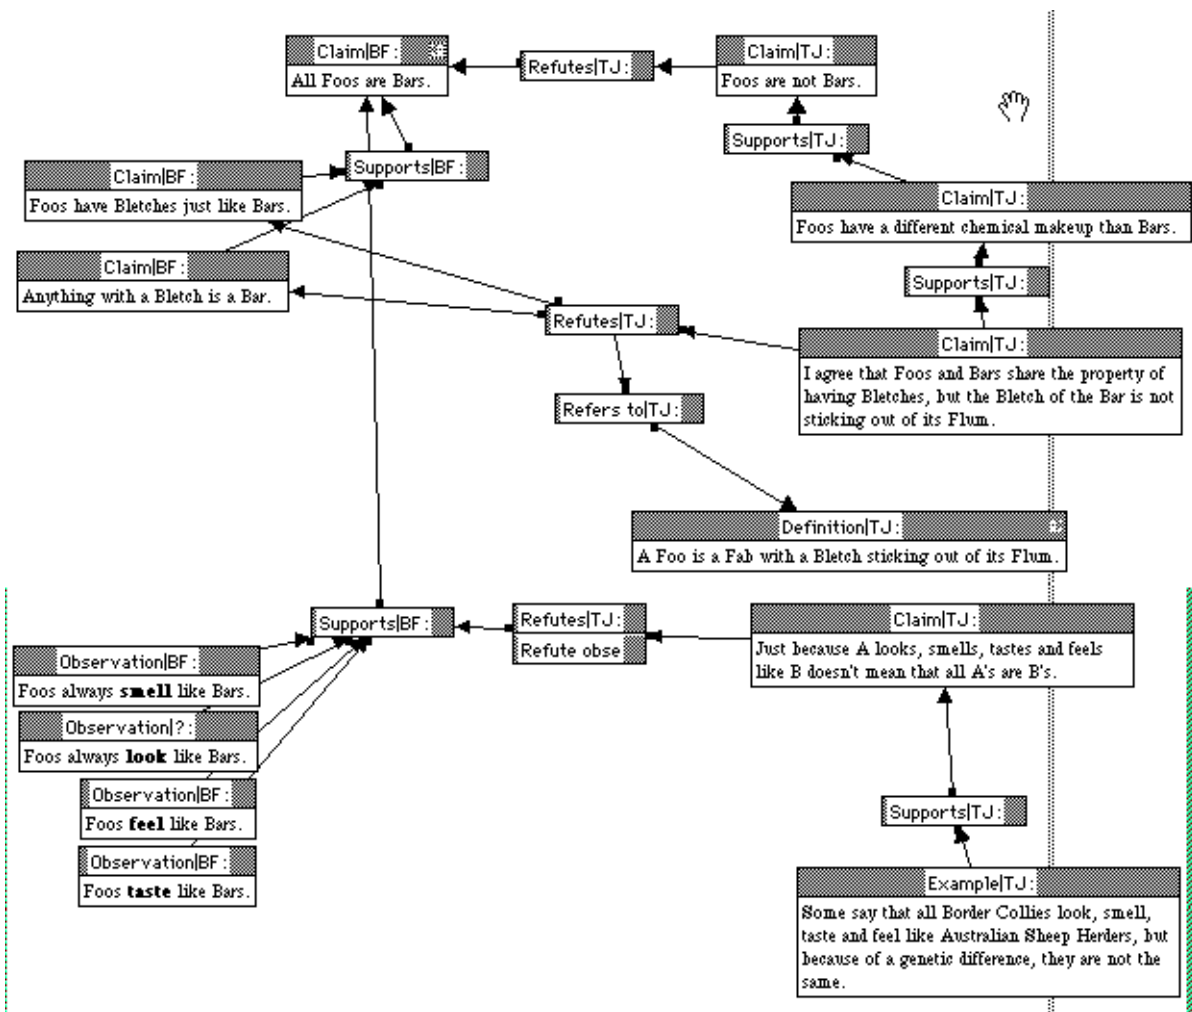 Claim|BF:
All Foos are Bars.
Refutes|TJ:
Claim|TJ:
Foos are not Bars.
Supports|TJ:
Supports|BF:
Claim|BF:
Foos have Bletches just like Bars.
Claim|TJ:
Foos have a different chemical makeup than Bars.
Claim|BF:
Anything with a Bletch is a Bar.
Supports|TJ:
Refutes|TJ:
Claim|TJ:
I agree that Foos and Bars share the property of
having Bletches, but the Bletch of the Bar is not
sticking out of its Flum.
Refers to|TJ:
Definition|TJ:
A Foo is a Fab with a Bletch sticking out of its Flum.
Supports|BF:
Refutes|TJ:
Refute obse
Claim|TJ:
Just because A looks, smells, tastes and feels
like B doesn't mean that all A's are B's.
Observation|BF:
Foos always smell like Bars.
Observation|?:
Foos always look like Bars.
Observation|BF:
Foos feel like Bars.
Observation|BF:
Foos taste like Bars.
Supports|TJ:
Example|TJ:
Some say that all Border Collies look, smell,
taste and feel like Australian Sheep Herders, but
because of a genetic difference, they are not the
same.